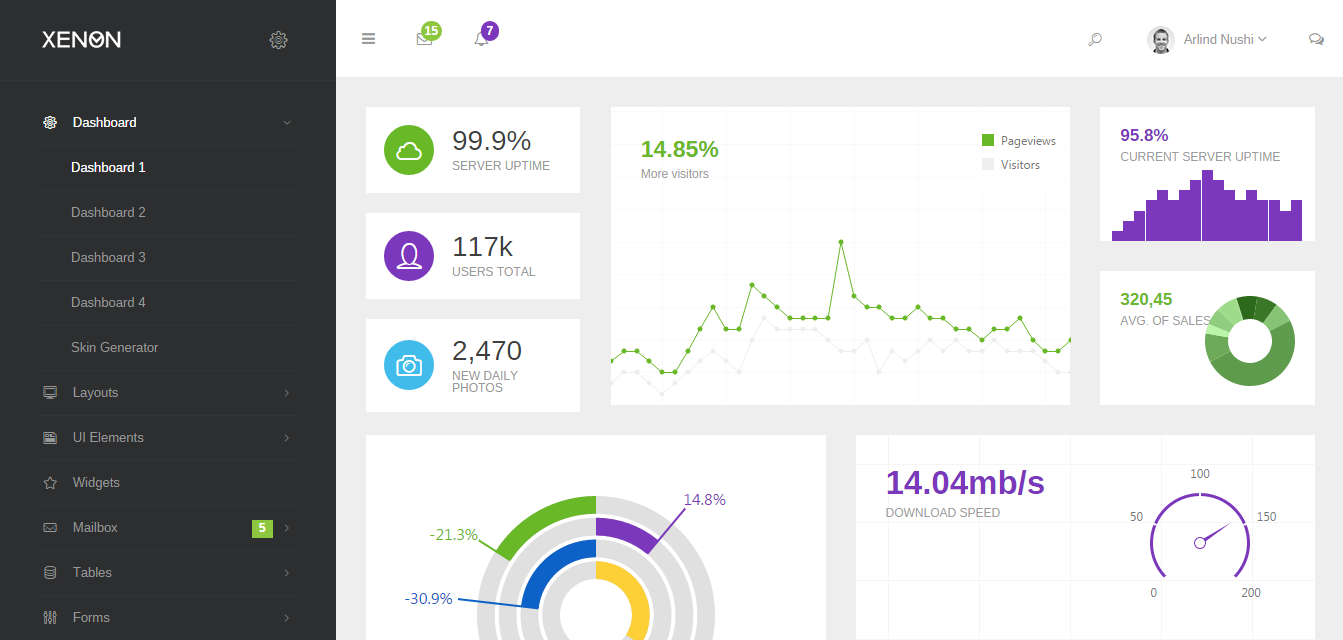 XENON
15
7
Arlind Nushi
Dashboard
Dashboard 1
Dashboard 2
Dashboard 3
Dashboard 4
Skin Generator
Layouts
UI Elements
Widgets
Mailbox
5
Tables
Forms
99.9%
SERVER UPTIME
117k
USERS TOTAL
2,470
NEW DAILY
PHOTOS
14.85%
More visitors
Pageviews
Visitors
95.8%
CURRENT SERVER UPTIME
320,45
AVG. OF SALES
14.8%
-21.3%
-30.9%
14.04mb/s
DOWNLOAD SPEED
0
50
100
150
200